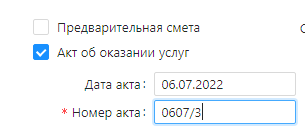 Предварительная смета
Акт об оказании услуг
Дата акта: 06.07.2022
* Номер акта: 0607/3